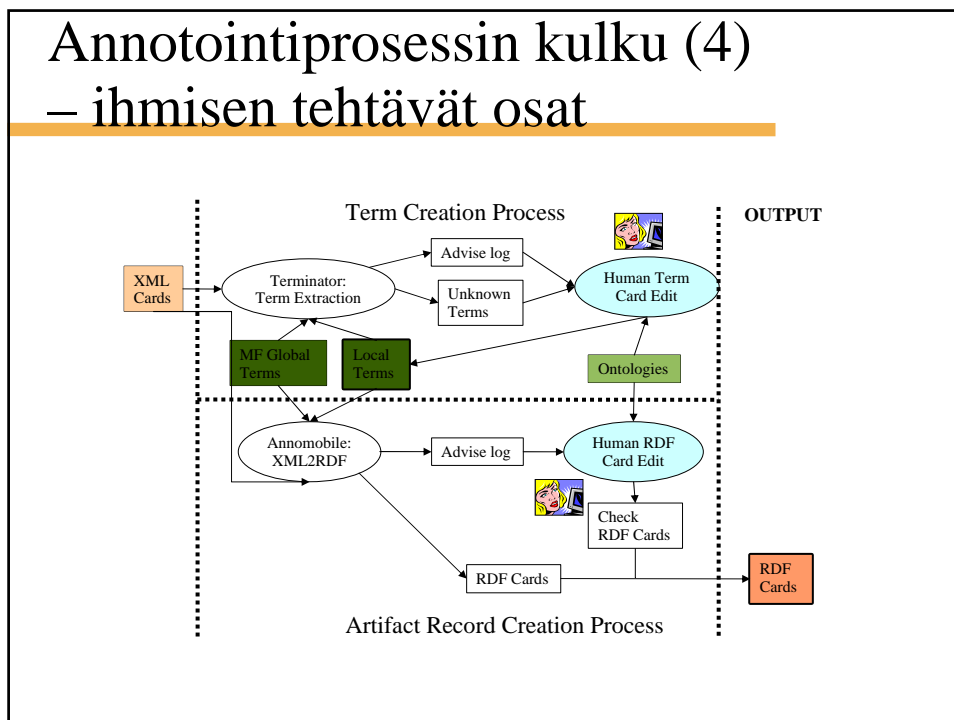 Annotointiprosessin kulku (4)
– ihmisen tehtävät osat
Term Creation Process
OUTPUT
XML
Cards
Terminator:
Term Extraction
Advise log
Unknown
Terms
Human Term
Card Edit
MF Global
Terms
Local
Terms
Ontologies
Annomobile:
XML2RDF
Advise log
Human RDF
Card Edit
Check
RDF Cards
RDF Cards
RDF
Cards
Artifact Record Creation Process